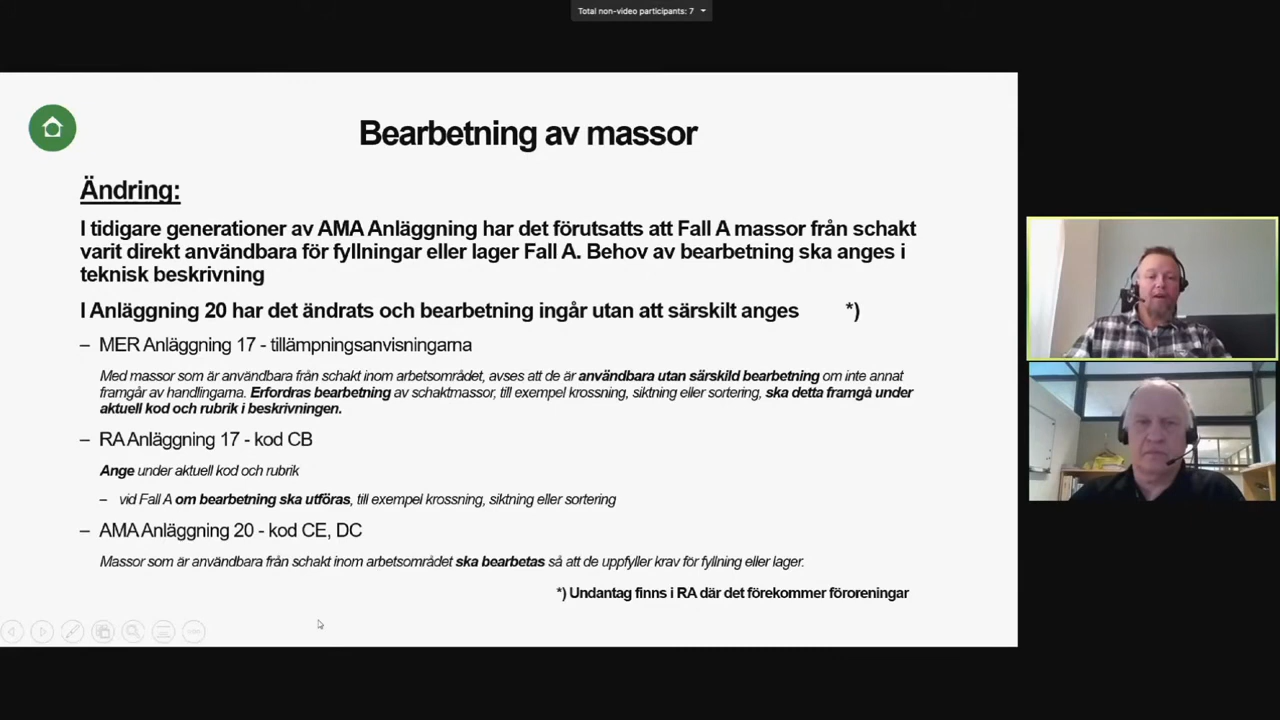 Total non-video participants: 7
Bearbetning av massor
Ändring:
I tidigare generationer av AMA Anläggning har det förutsatts att Fall A massor från schakt
varit direkt användbara för fyllningar eller lager Fall A. Behov av bearbetning ska anges i
teknisk beskrivning
I Anläggning 20 har det ändrats och bearbetning ingår utan att särskilt anges *)
– MER Anläggning 17 - tillämpningsanvisningarna
Med massor som är användbara från schakt inom arbetsområdet, avses att de är användbara utan särskild bearbetning om inte annat
framgår av handlingarna. Erfordras bearbetning av schaktmassor, till exempel krossning, siktning eller sortering, ska detta framgå under
aktuell kod och rubrik i beskrivningen.
– RA Anläggning 17 - kod CB
Ange under aktuell kod och rubrik
– vid Fall A om bearbetning ska utföras, till exempel krossning, siktning eller sortering
– AMA Anläggning 20 - kod CE, DC
Massor som är användbara från schakt inom arbetsområdet ska bearbetas så att de uppfyller krav för fyllning eller lager.
*) Undantag finns i RA där det förekommer föroreningar